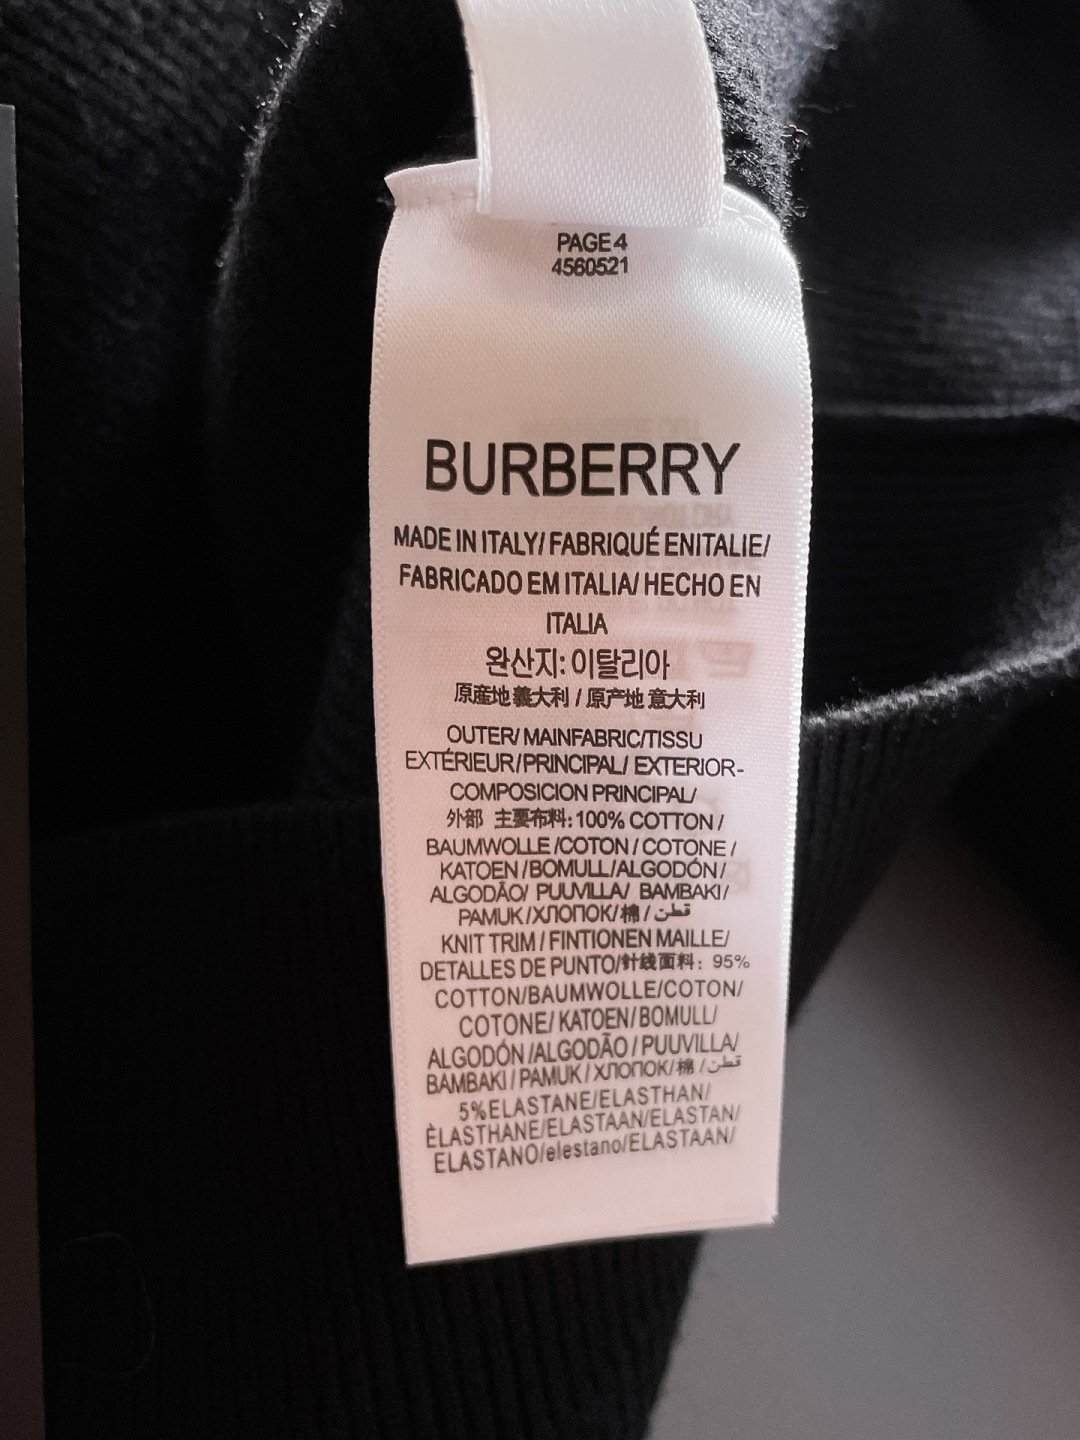 PAGE 4
4560521
BURBERRY
MADE IN ITALY/ FABRIQUÉ ENITALIE/
FABRICADO EM ITALIA/ HECHO EN
ITALIA
완산지: 이탈리아
原産地 義大利 / 原产地 意大利
OUTER/ MAINFABRIC/TISSU
EXTÉRIEUR/PRINCIPAL/ EXTERIOR-
COMPOSICION PRINCIPAL/
外部 主要布料: 100% COTTON /
BAUMWOLLE /COTON / COTONE /
KATOEN /BOMULL/ALGODÓN /
ALGODÃO/ PUUVILLA/ BAMBAKI /
PAMUK /ХЛОПОК/ 棉 / قطن
KNIT TRIM / FINTIONEN MAILLE/
DETALLES DE PUNTO/针线面料: 95%
COTTON/BAUMWOLLE/COTON/
COTONE/ KATOEN/BOMULL/
ALGODÓN /ALGODÃO / PUUVILLA/
BAMBAKI / PAMUK / ХЛОПОК/ 棉 / قطن
5%ELASTANE/ELASTHAN/
ÈLASTHANE/ELASTAAN/ELASTAN/
ELASTANO/elestano/ELASTAAN/